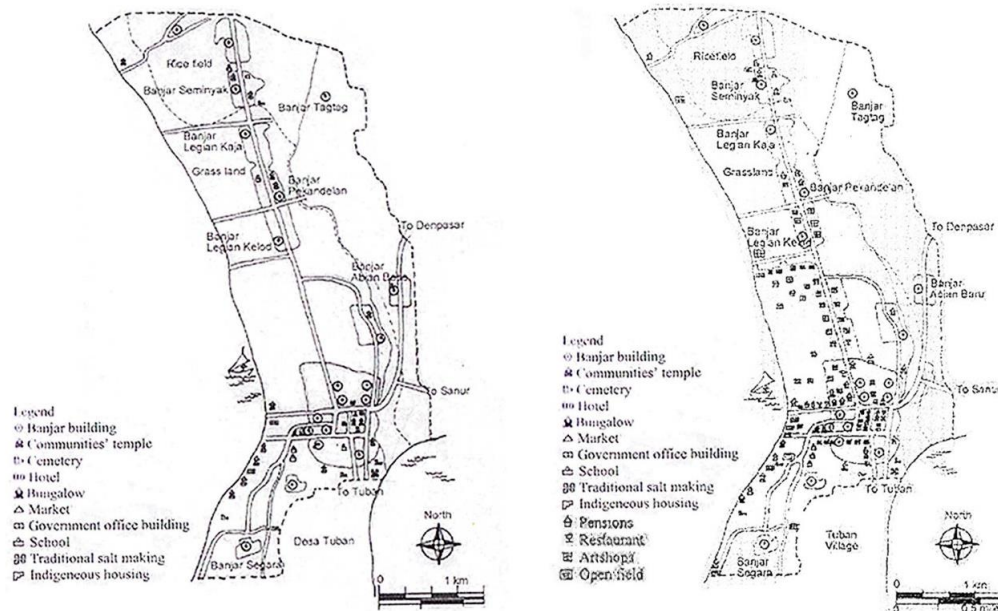 Rice field
Banjar Seminyak
Banjar Tagtag
Banjar
Legian Kaja
Grass land
Banjar
Pekandelan
To Denpasar
Banjar
Legian Kelod
Banjar
To Sanur
Legend
Banjar building
Communities' temple
Cemetery
Hotel
Bungalow
Market
Government office building
School
Traditional salt making
Indigeneous housing
To Tuban
North
Desa Tuban
Banjar Segara
0 1 km
Ricefield
Banjar
Seminyak
Banjar
Tagtag
Banjar
Legian Kaja
Grassland
Banjar Pekandelan
To Denpasar
Banjar
Legian Kelod
Banjar
Abian Baru
To Sanur
Legend
Banjar building
Communities' temple
Cemetery
Hotel
Bungalow
Market
Government office building
School
Traditional salt making
Indigeneous housing
Pensions
Restaurant
Artshops
Open field
To Tuban
North
Tuban
Village
Banjar
Segara
0 1 km
0 0.5 mi